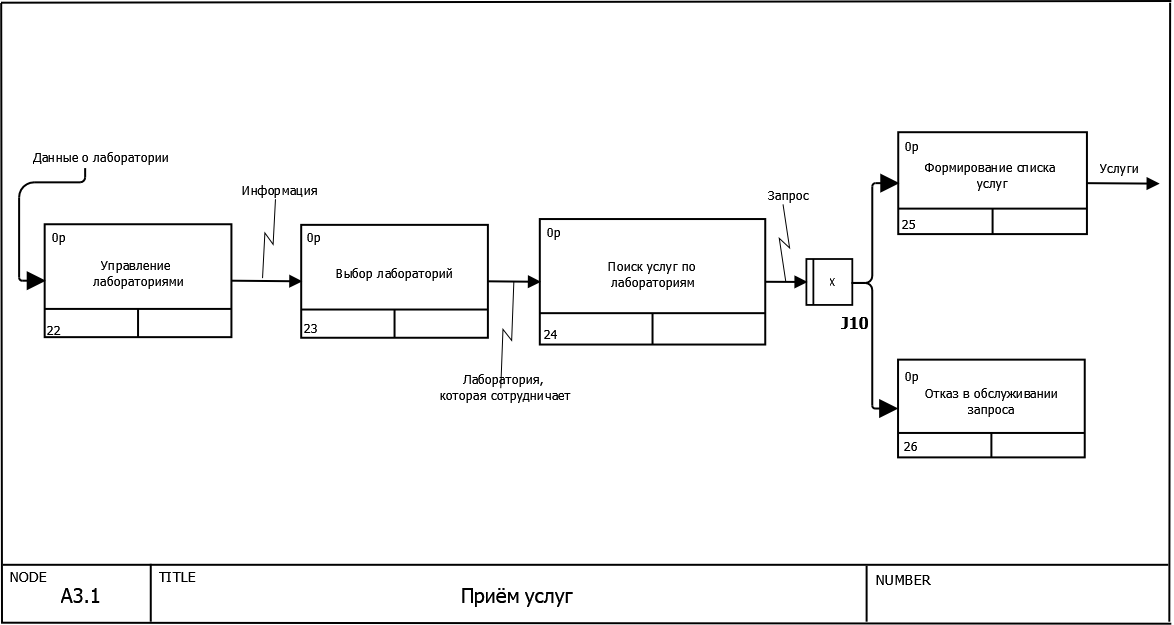 Данные о лаборатории
0р
Управление
лабораториями
22
Информация
0р
Выбор лабораторий
23
Лаборатория,
которая сотрудничает
0р
Поиск услуг по
лабораториям
24
Запрос
X
J10
0р
Формирование списка
услуг
25
Услуги
0р
Отказ в обслуживании
запроса
26
NODE
А3.1
TITLE
Приём услуг
NUMBER